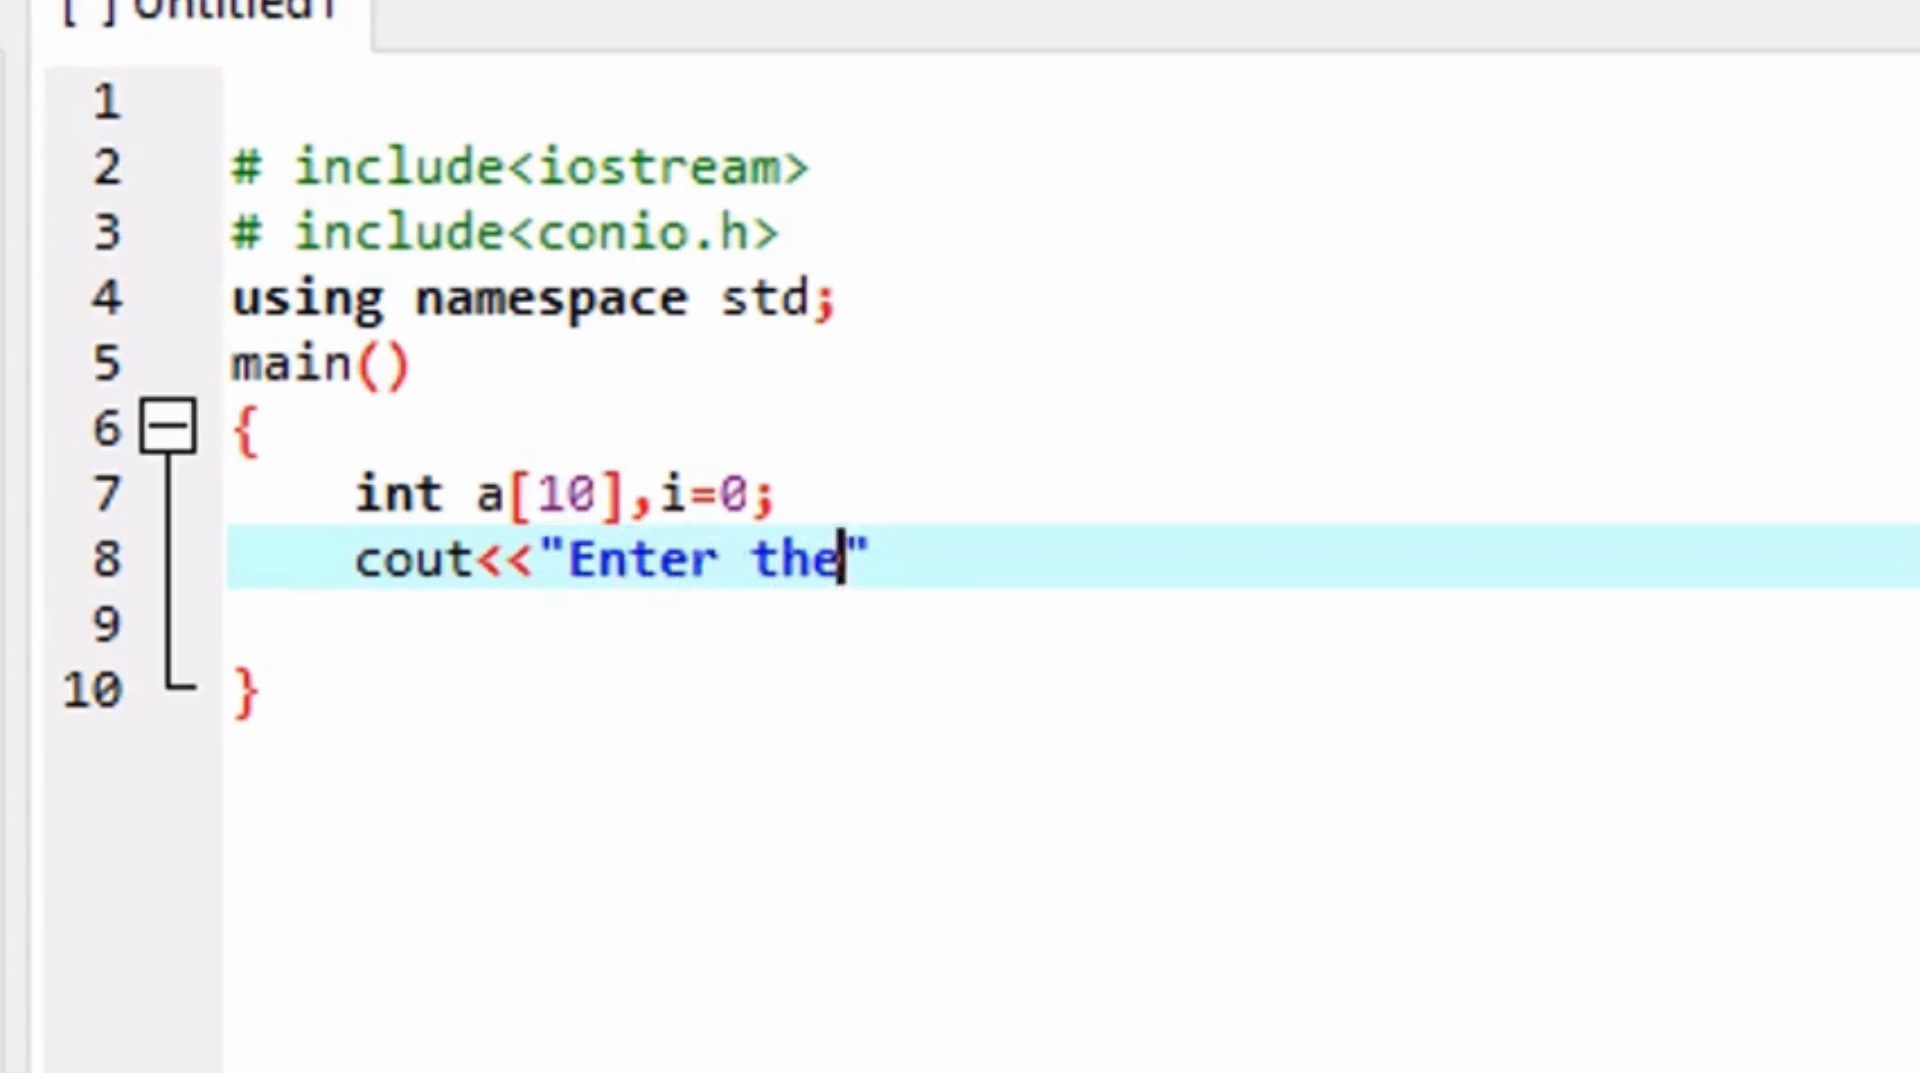 [ ] Untitled1
1
2 # include<iostream>
3 # include<conio.h>
4 using namespace std;
5 main()
6 {
7 int a[10],i=0;
8 cout<<"Enter the"
9
10 }